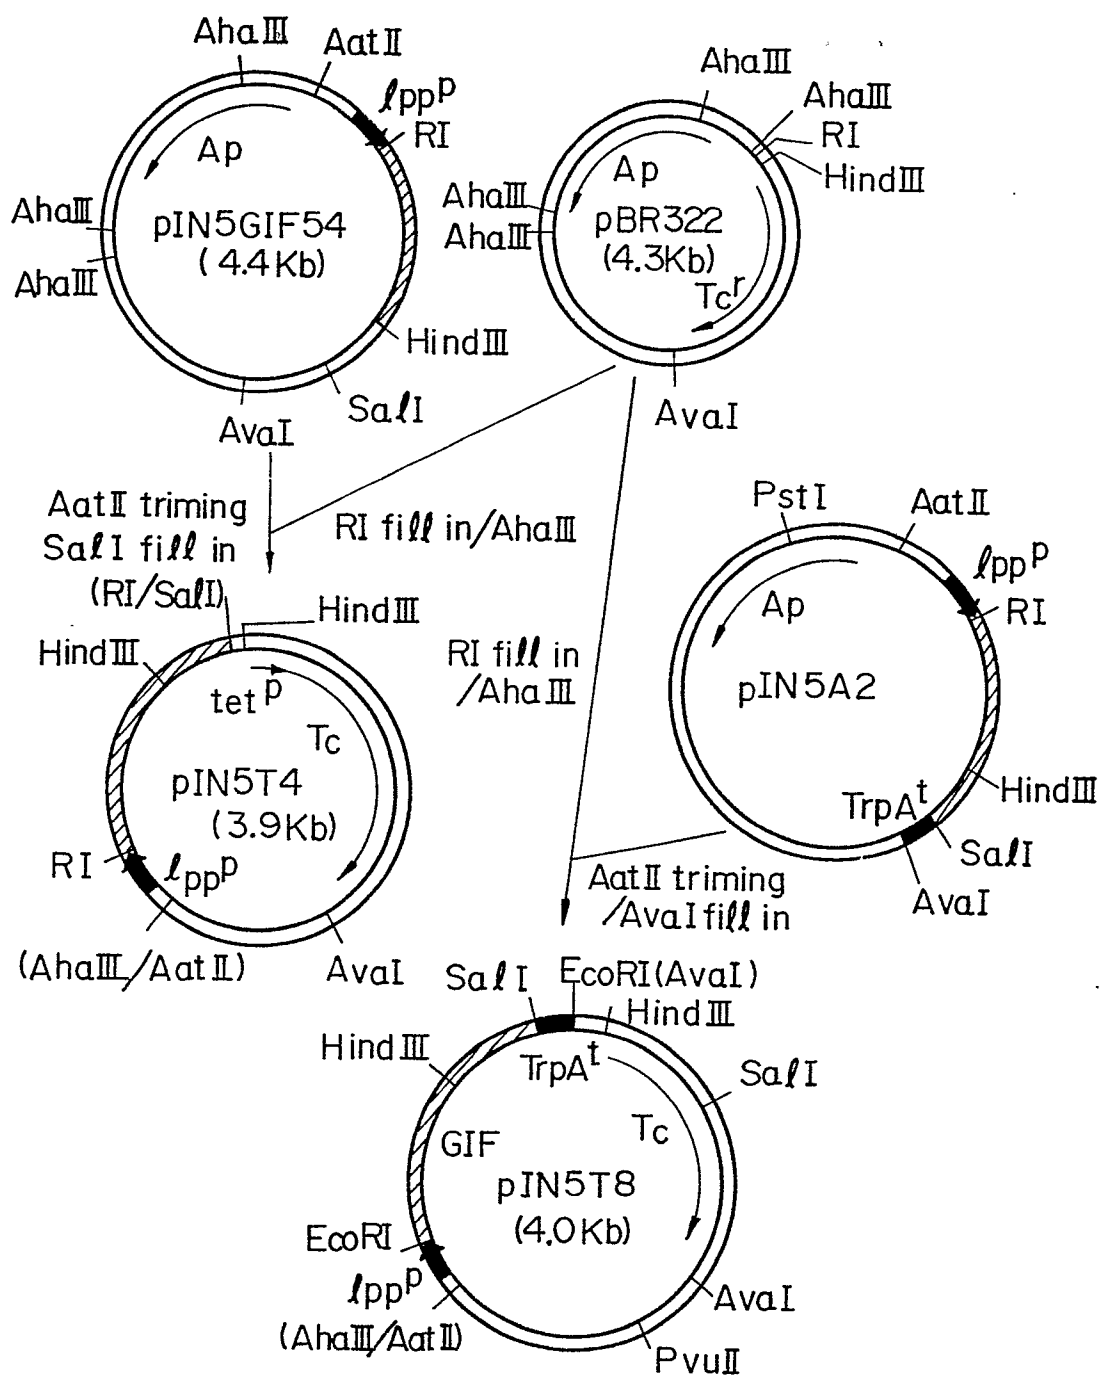 AhaIII
AatII
lppᵖ
RI
Ap
AhaIII
AhaIII
pIN5GIF54
(4.4Kb)
HindIII
SalI
AvaI
AhaIII
AhaIII
RI
HindIII
Ap
AhaIII
AhaIII
pBR322
(4.3Kb)
Tcʳ
AvaI
AatII triming
SalI fill in
(RI/SalI)
RI fill in/AhaIII
PstI
AatII
lppᵖ
RI
Ap
pIN5A2
HindIII
TrpAᵗ
SalI
AvaI
HindIII
HindIII
tetᵖ
Tc
pIN5T4
(3.9Kb)
RI
lppᵖ
(AhaIII/AatII)
AvaI
RI fill in
/AhaIII
AatII triming
/AvaI fill in
SalI
EcoRI(AvaI)
HindIII
HindIII
TrpAᵗ
SalI
Tc
GIF
pIN5T8
(4.0Kb)
EcoRI
lppᵖ
(AhaIII/AatII)
AvaI
PvuII